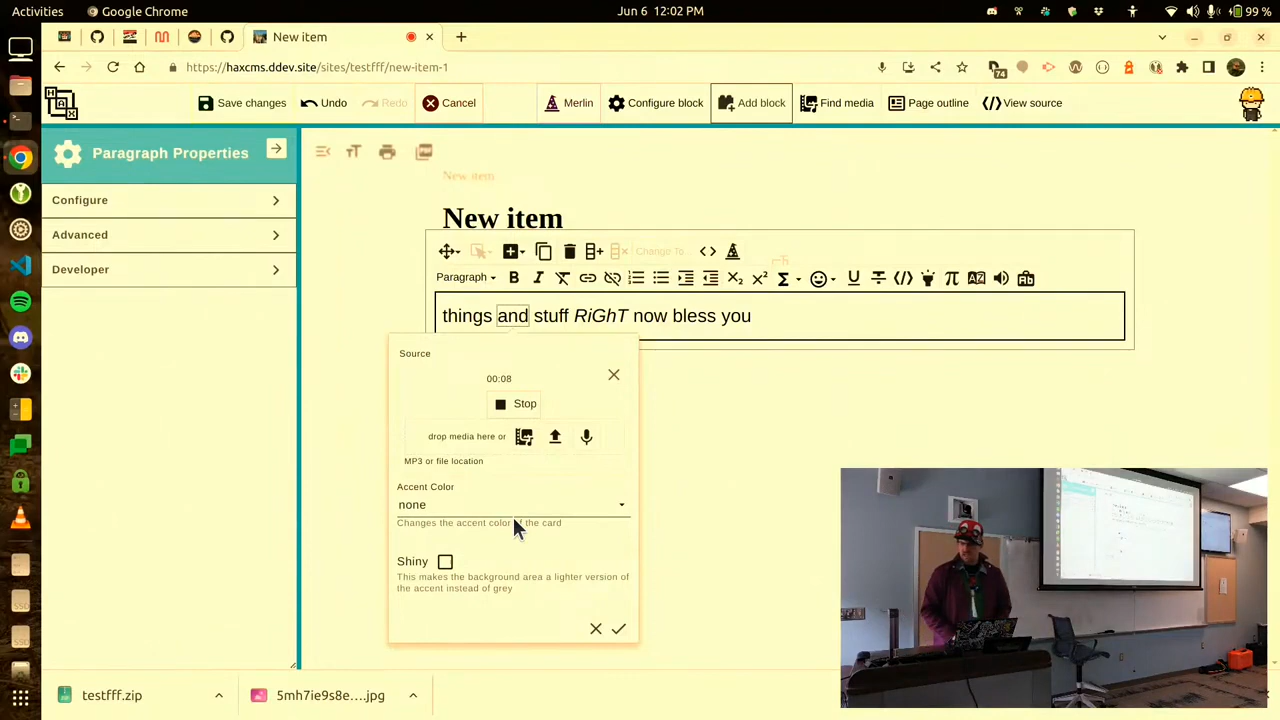 Activities
Google Chrome
Jun 6 12:02 PM
99 %
New item
https://haxcms.ddev.site/sites/testfff/new-item-1
74
Save changes
Undo
Redo
Cancel
Merlin
Configure block
Add block
Find media
Page outline
View source
Paragraph Properties
Configure
Advanced
Developer
New item
New item
Change To...
Paragraph
things and stuff RiGhT now bless you
Source
00:08
Stop
drop media here or
MP3 or file location
Accent Color
none
Changes the accent color of the card
Shiny
This makes the background area a lighter version of
the accent instead of grey
testfff.zip
5mh7ie9s8e....jpg